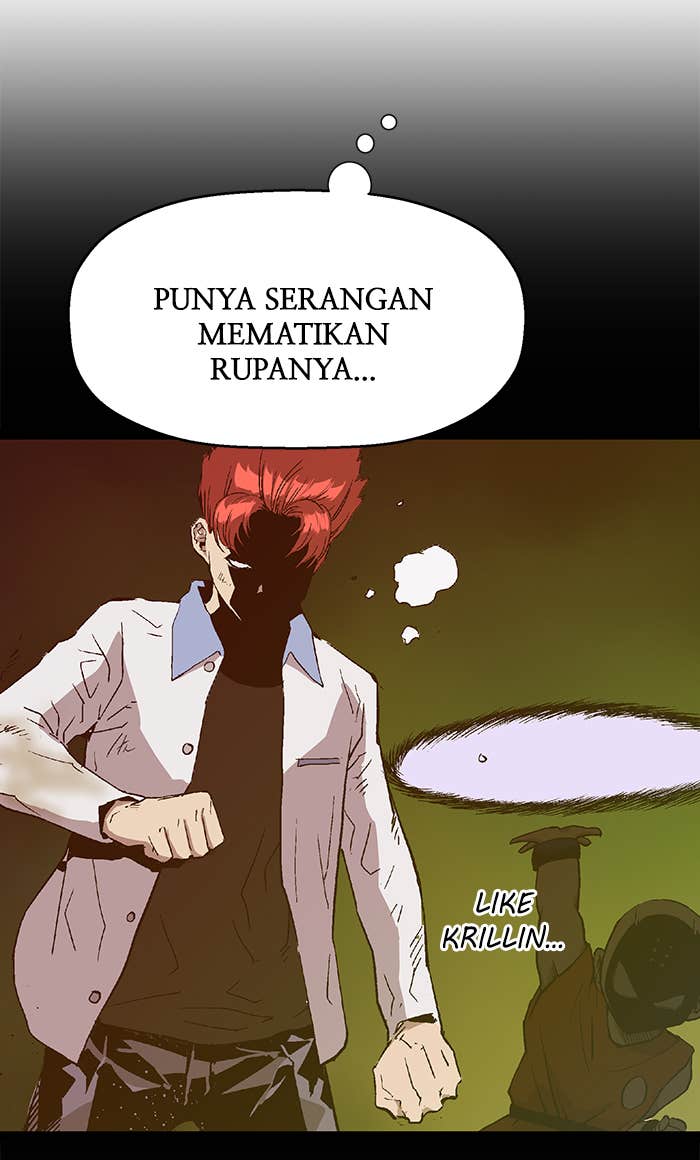 PUNYA SERANGAN
MEMATIKAN
RUPANYA...
LIKE
KRILLIN...